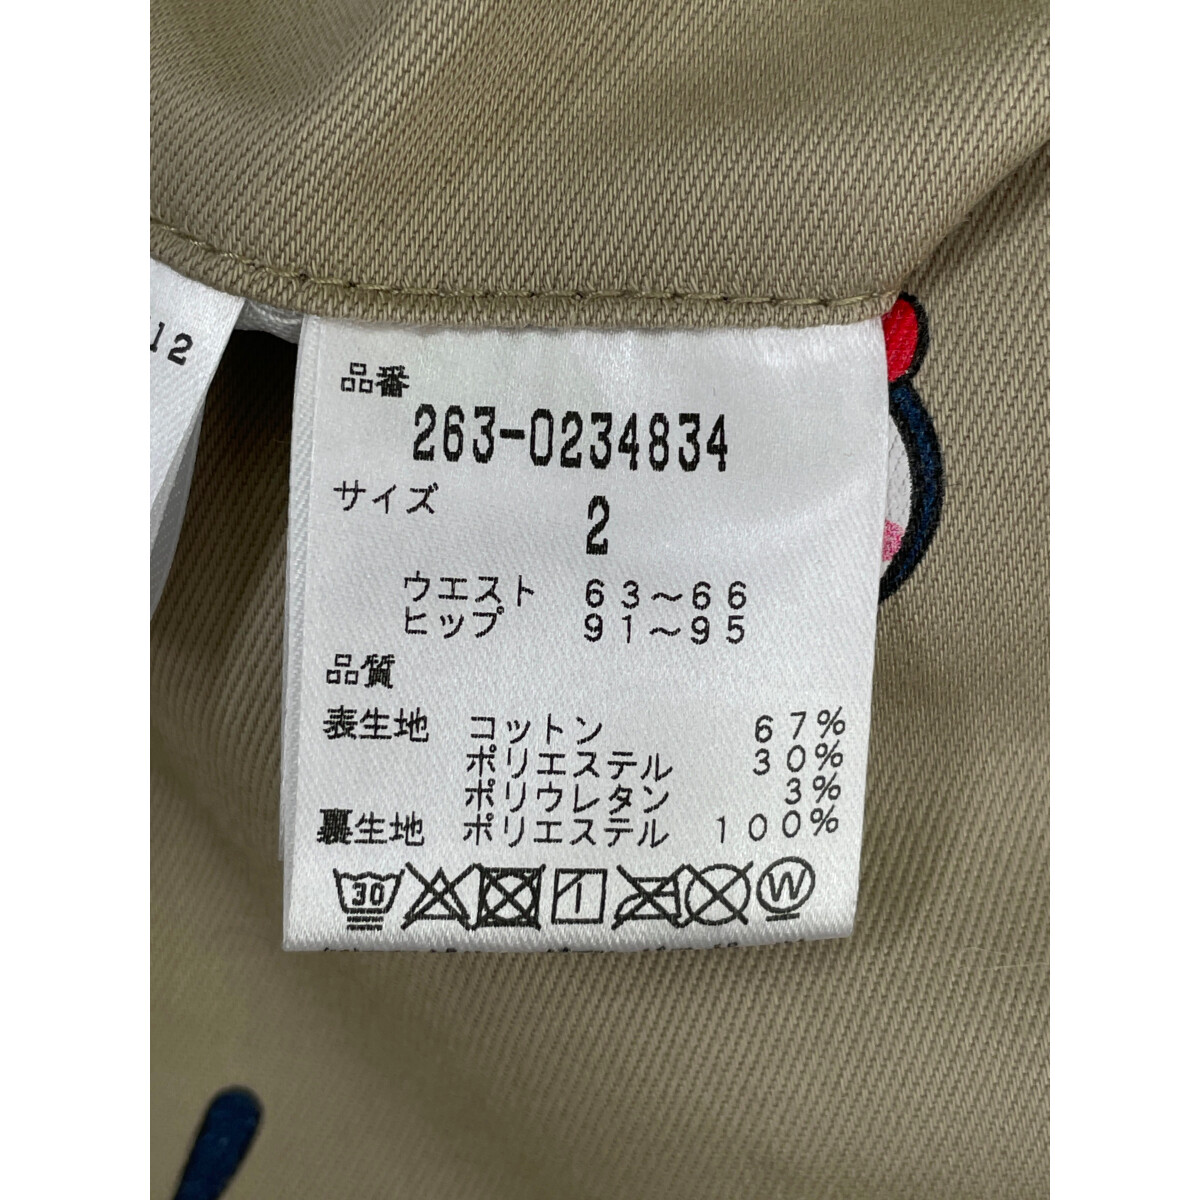 12
品番
263-0234834
サイズ
2
ウエスト 63～66
ヒップ 91～95
品質
表生地 コットン 67%
ポリエステル 30%
ポリウレタン 3%
裏生地 ポリエステル 100%
30
W